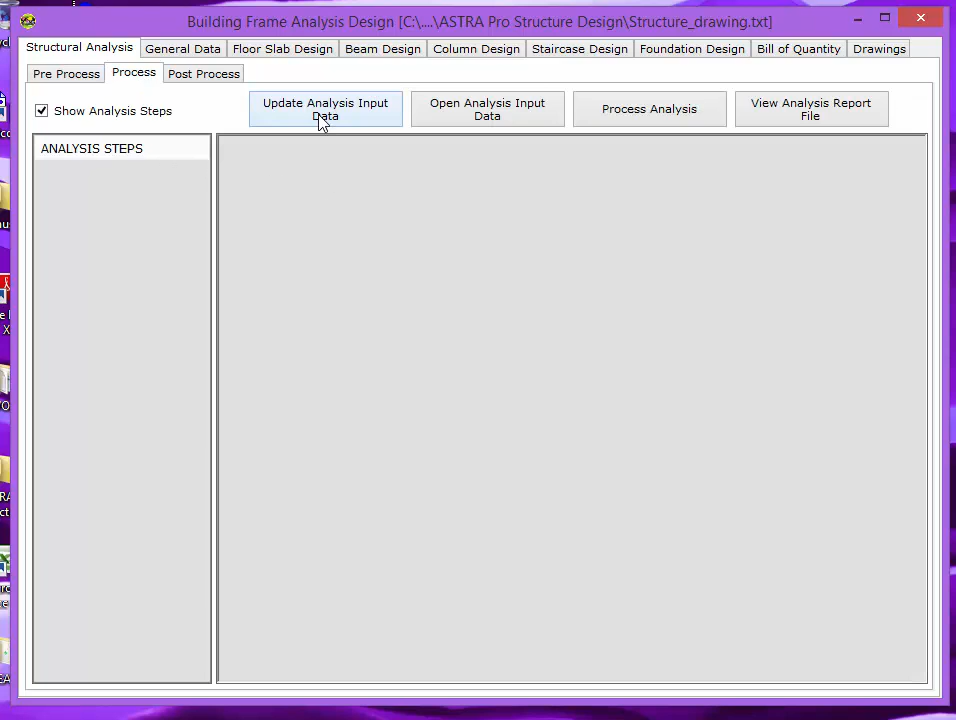 Building Frame Analysis Design [C:\....\ASTRA Pro Structure Design\Structure_drawing.txt]
Structural Analysis General Data Floor Slab Design Beam Design Column Design Staircase Design Foundation Design Bill of Quantity Drawings
Pre Process Process Post Process
Show Analysis Steps
Update Analysis Input
Data
Open Analysis Input
Data
Process Analysis
View Analysis Report
File
ANALYSIS STEPS